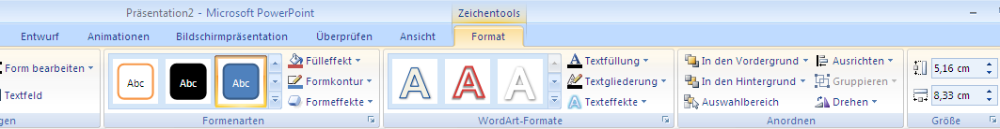 Präsentation2 - Microsoft PowerPoint
Zeichentools
Entwurf Animationen Bildschirmpräsentation Überprüfen Ansicht Format
Form bearbeiten
Textfeld
Abc Abc Abc
Fülleffekt
Formkontur
Formeffekte
Formenarten
A A A
Textfüllung
Textgliederung
Texteffekte
WordArt-Formate
In den Vordergrund
In den Hintergrund
Auswahlbereich
Ausrichten
Gruppieren
Drehen
Anordnen
5,16 cm
8,33 cm
Größe